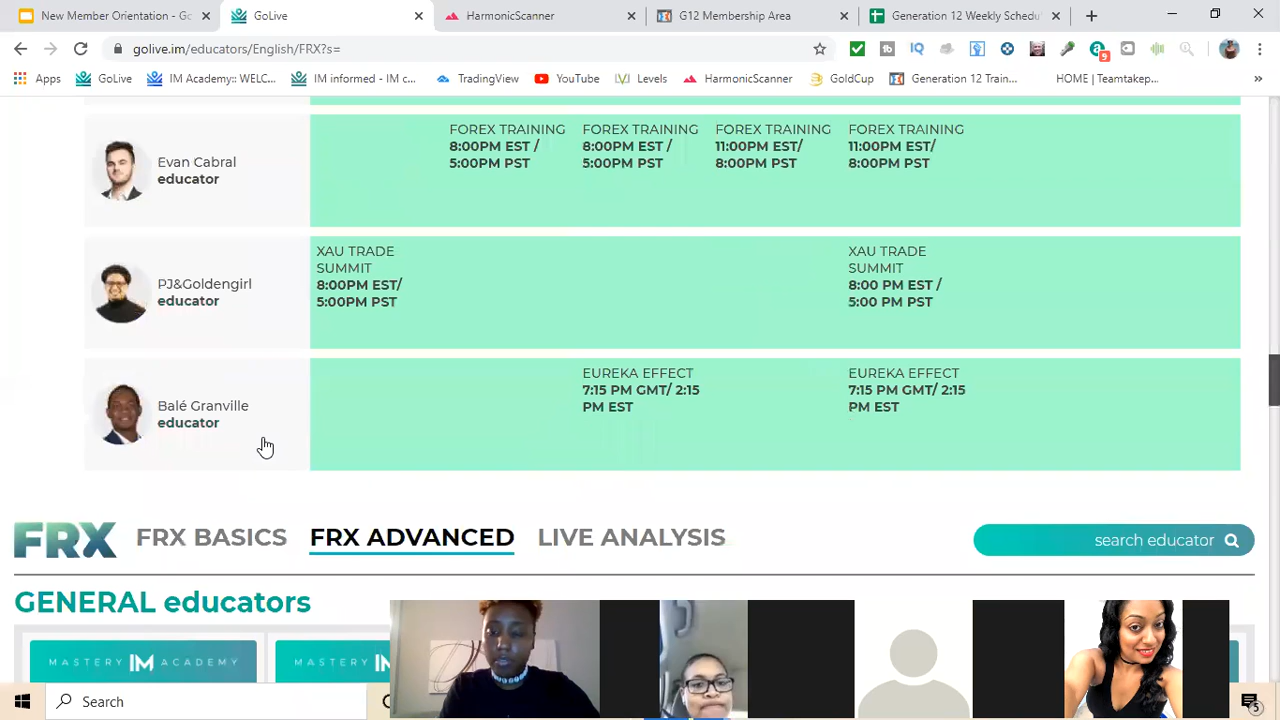 New Member Orientation - Go
GoLive
HarmonicScanner
G12 Membership Area
Generation 12 Weekly Schedu
golive.im/educators/English/FRX?s=
Apps
GoLive
IM Academy:: WELC...
IM informed - IM c...
TradingView
YouTube
Levels
HarmonicScanner
GoldCup
Generation 12 Train...
HOME | Teamtakep...
Evan Cabral
educator
FOREX TRAINING
8:00PM EST /
5:00PM PST
FOREX TRAINING
8:00PM EST /
5:00PM PST
FOREX TRAINING
11:00PM EST/
8:00PM PST
FOREX TRAINING
11:00PM EST/
8:00PM PST
PJ&Goldengirl
educator
XAU TRADE
SUMMIT
8:00PM EST/
5:00PM PST
XAU TRADE
SUMMIT
8:00 PM EST /
5:00 PM PST
Balé Granville
educator
EUREKA EFFECT
7:15 PM GMT/ 2:15
PM EST
EUREKA EFFECT
7:15 PM GMT/ 2:15
PM EST
FRX FRX BASICS FRX ADVANCED LIVE ANALYSIS
search educator
GENERAL educators
MASTERY IM ACADEMY
MASTERY IM
Search
5